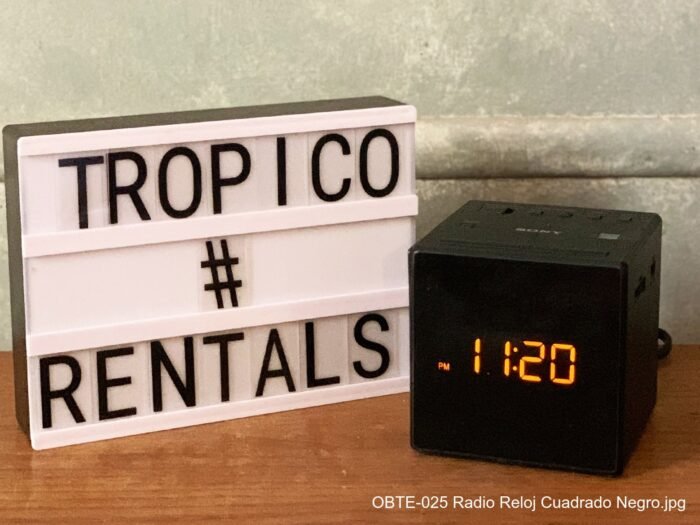 TROPICO
#
RENTALS
SONY
PM 11:20
OBTE-025 Radio Reloj Cuadrado Negro.jpg